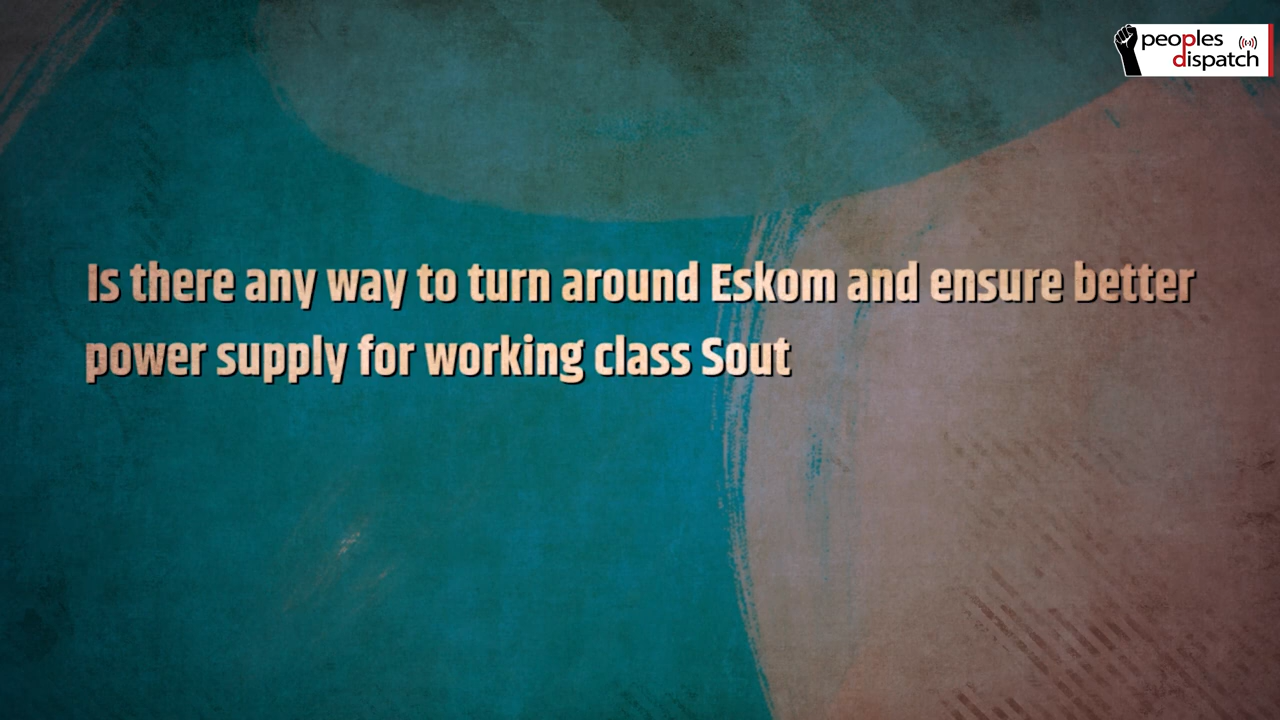 peoples
dispatch
Is there any way to turn around Eskom and ensure better
power supply for working class Sout